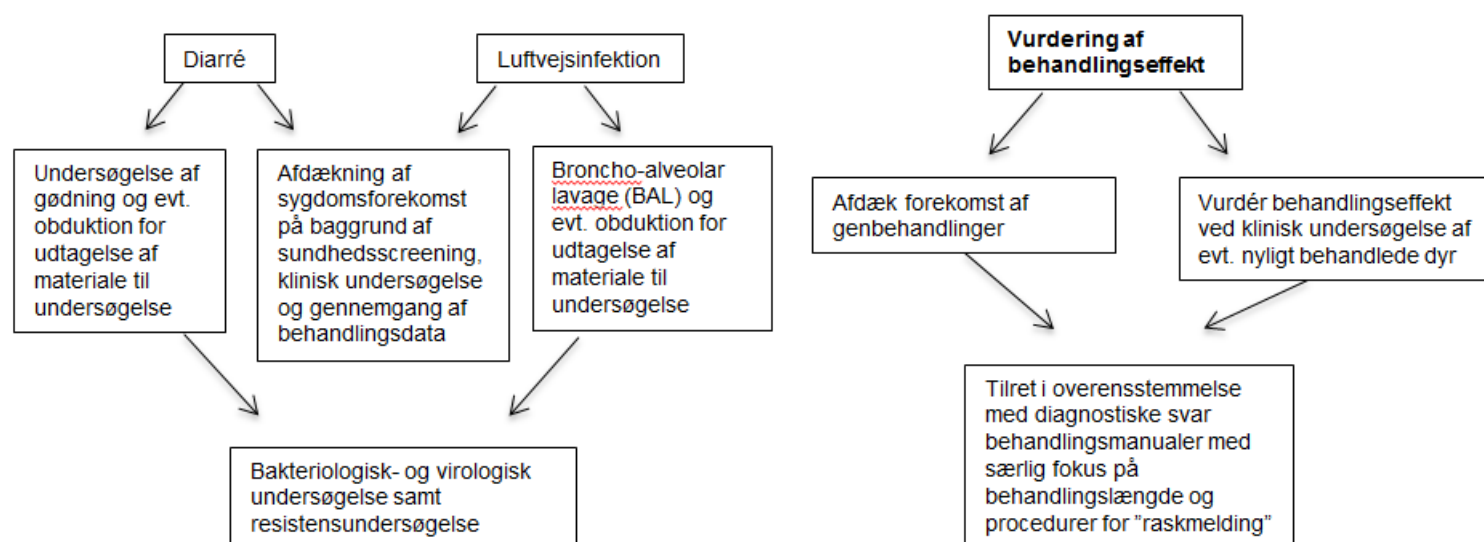 Diarré
Luftvejsinfektion
Undersøgelse af
gødning og evt.
obduktion for
udtagelse af
materiale til
undersøgelse
Afdækning af
sygdomsforekomst
på baggrund af
sundhedsscreening,
klinisk undersøgelse
og gennemgang af
behandlingsdata
Broncho-alveolar
lavage (BAL) og
evt. obduktion for
udtagelse af
materiale til
undersøgelse
Bakteriologisk- og virologisk
undersøgelse samt
resistensundersøgelse
Vurdering af
behandlingseffekt
Afdæk forekomst af
genbehandlinger
Vurdér behandlingseffekt
ved klinisk undersøgelse af
evt. nyligt behandlede dyr
Tilret i overensstemmelse
med diagnostiske svar
behandlingsmanualer med
særlig fokus på
behandlingslængde og
procedurer for ”raskmelding”